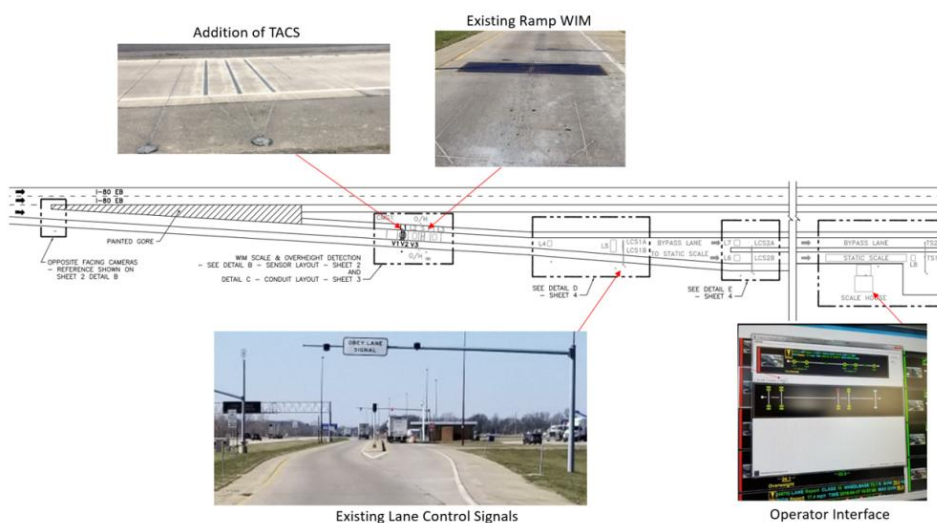 Addition of TACS
Existing Ramp WIM
I-80 EB
I-80 EB
PAINTED GORE
OPPOSITE FACING CAMERAS
- REFERENCE SHOWN ON
SHEET 2 DETAIL B
O/H
L1
V1 V2 V3
O/H
WIM SCALE & OVERHEIGHT DETECTION
- SEE DETAIL B - SENSOR LAYOUT - SHEET 2
AND
DETAIL C - CONDUIT LAYOUT - SHEET 3
L4
L5
LCS1A
LCS1B
BYPASS LANE
TO STATIC SCALE
SEE DETAIL D
- SHEET 4
L7
L6
LCS2A
LCS2B
SEE DETAIL E
- SHEET 4
BYPASS LANE
STATIC SCALE
L8
SCALE HOUSE
OBEY LANE
SIGNAL
Existing Lane Control Signals
Operator Interface